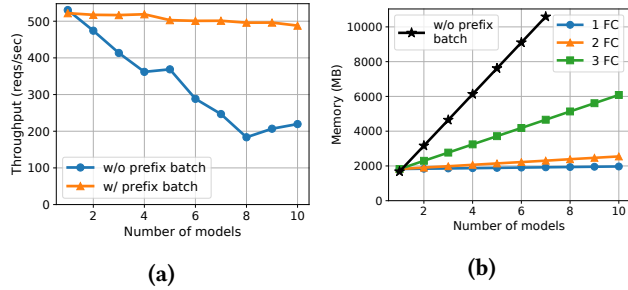 500
400
300
200
100
0
Throughput (reqs/sec)
w/o prefix batch
w/ prefix batch
2 4 6 8 10
Number of models
(a)
10000
8000
6000
4000
2000
0
Memory (MB)
w/o prefix
batch
1 FC
2 FC
3 FC
2 4 6 8 10
Number of models
(b)